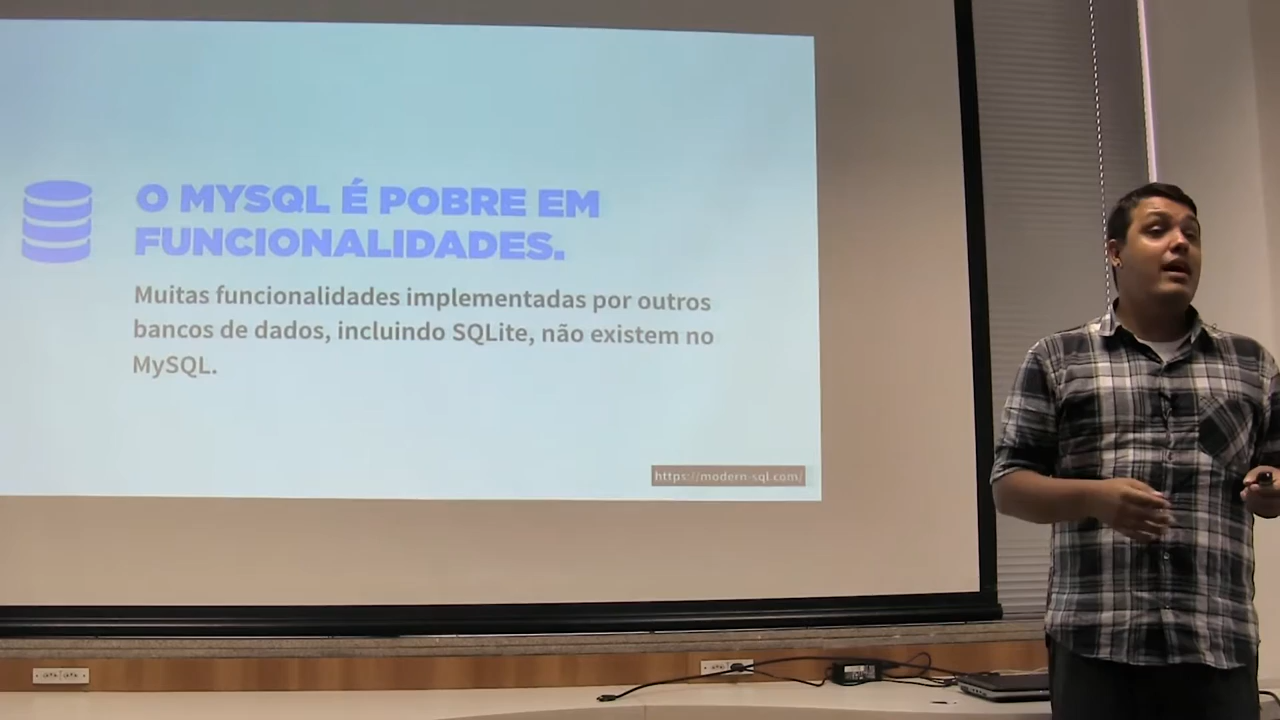 O MYSQL É POBRE EM
FUNCIONALIDADES.
Muitas funcionalidades implementadas por outros
bancos de dados, incluindo SQLite, não existem no
MySQL.
https://modern-sql.com/